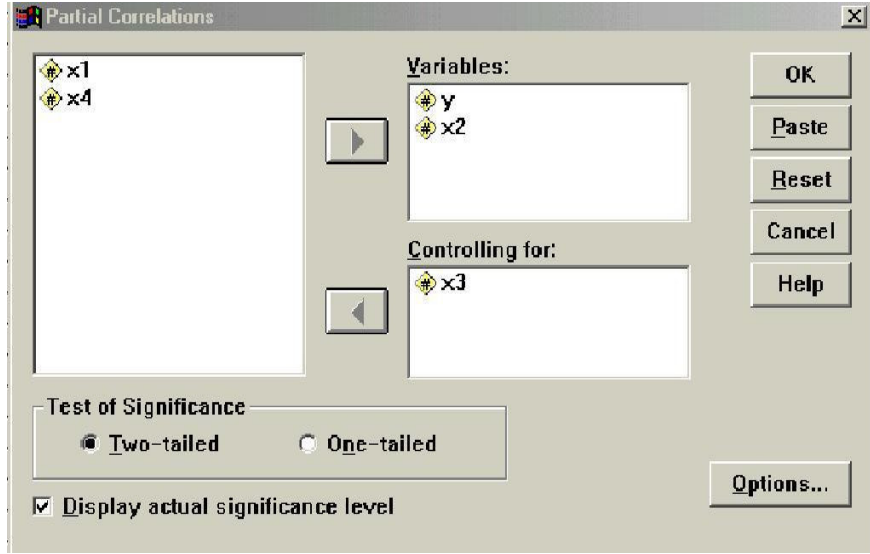 Partial Correlations
x1
x4
Variables:
y
x2
Controlling for:
x3
OK
Paste
Reset
Cancel
Help
Test of Significance
Two-tailed
One-tailed
Display actual significance level
Options...